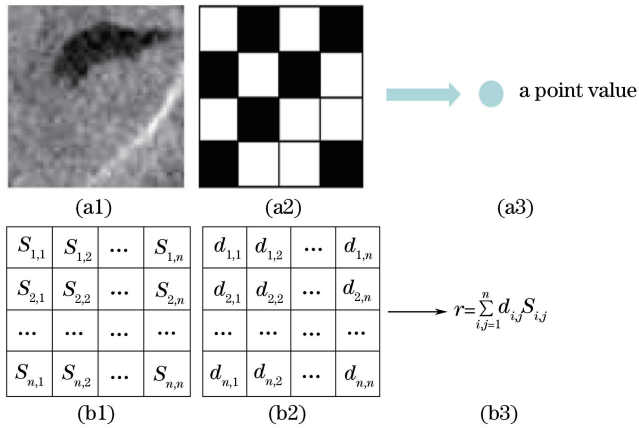 a point value
(a1) (a2) (a3)
S1,1 S1,2 ... S1,n d1,1 d1,2 ... d1,n
S2,1 S2,2 ... S2,n d2,1 d2,2 ... d2,n
... ... ... ... ... ... ... ...
r=∑ni,j=1di,jSi,j
Sn,1 Sn,2 ... Sn,n dn,1 dn,2 ... dn,n
(b1) (b2) (b3)